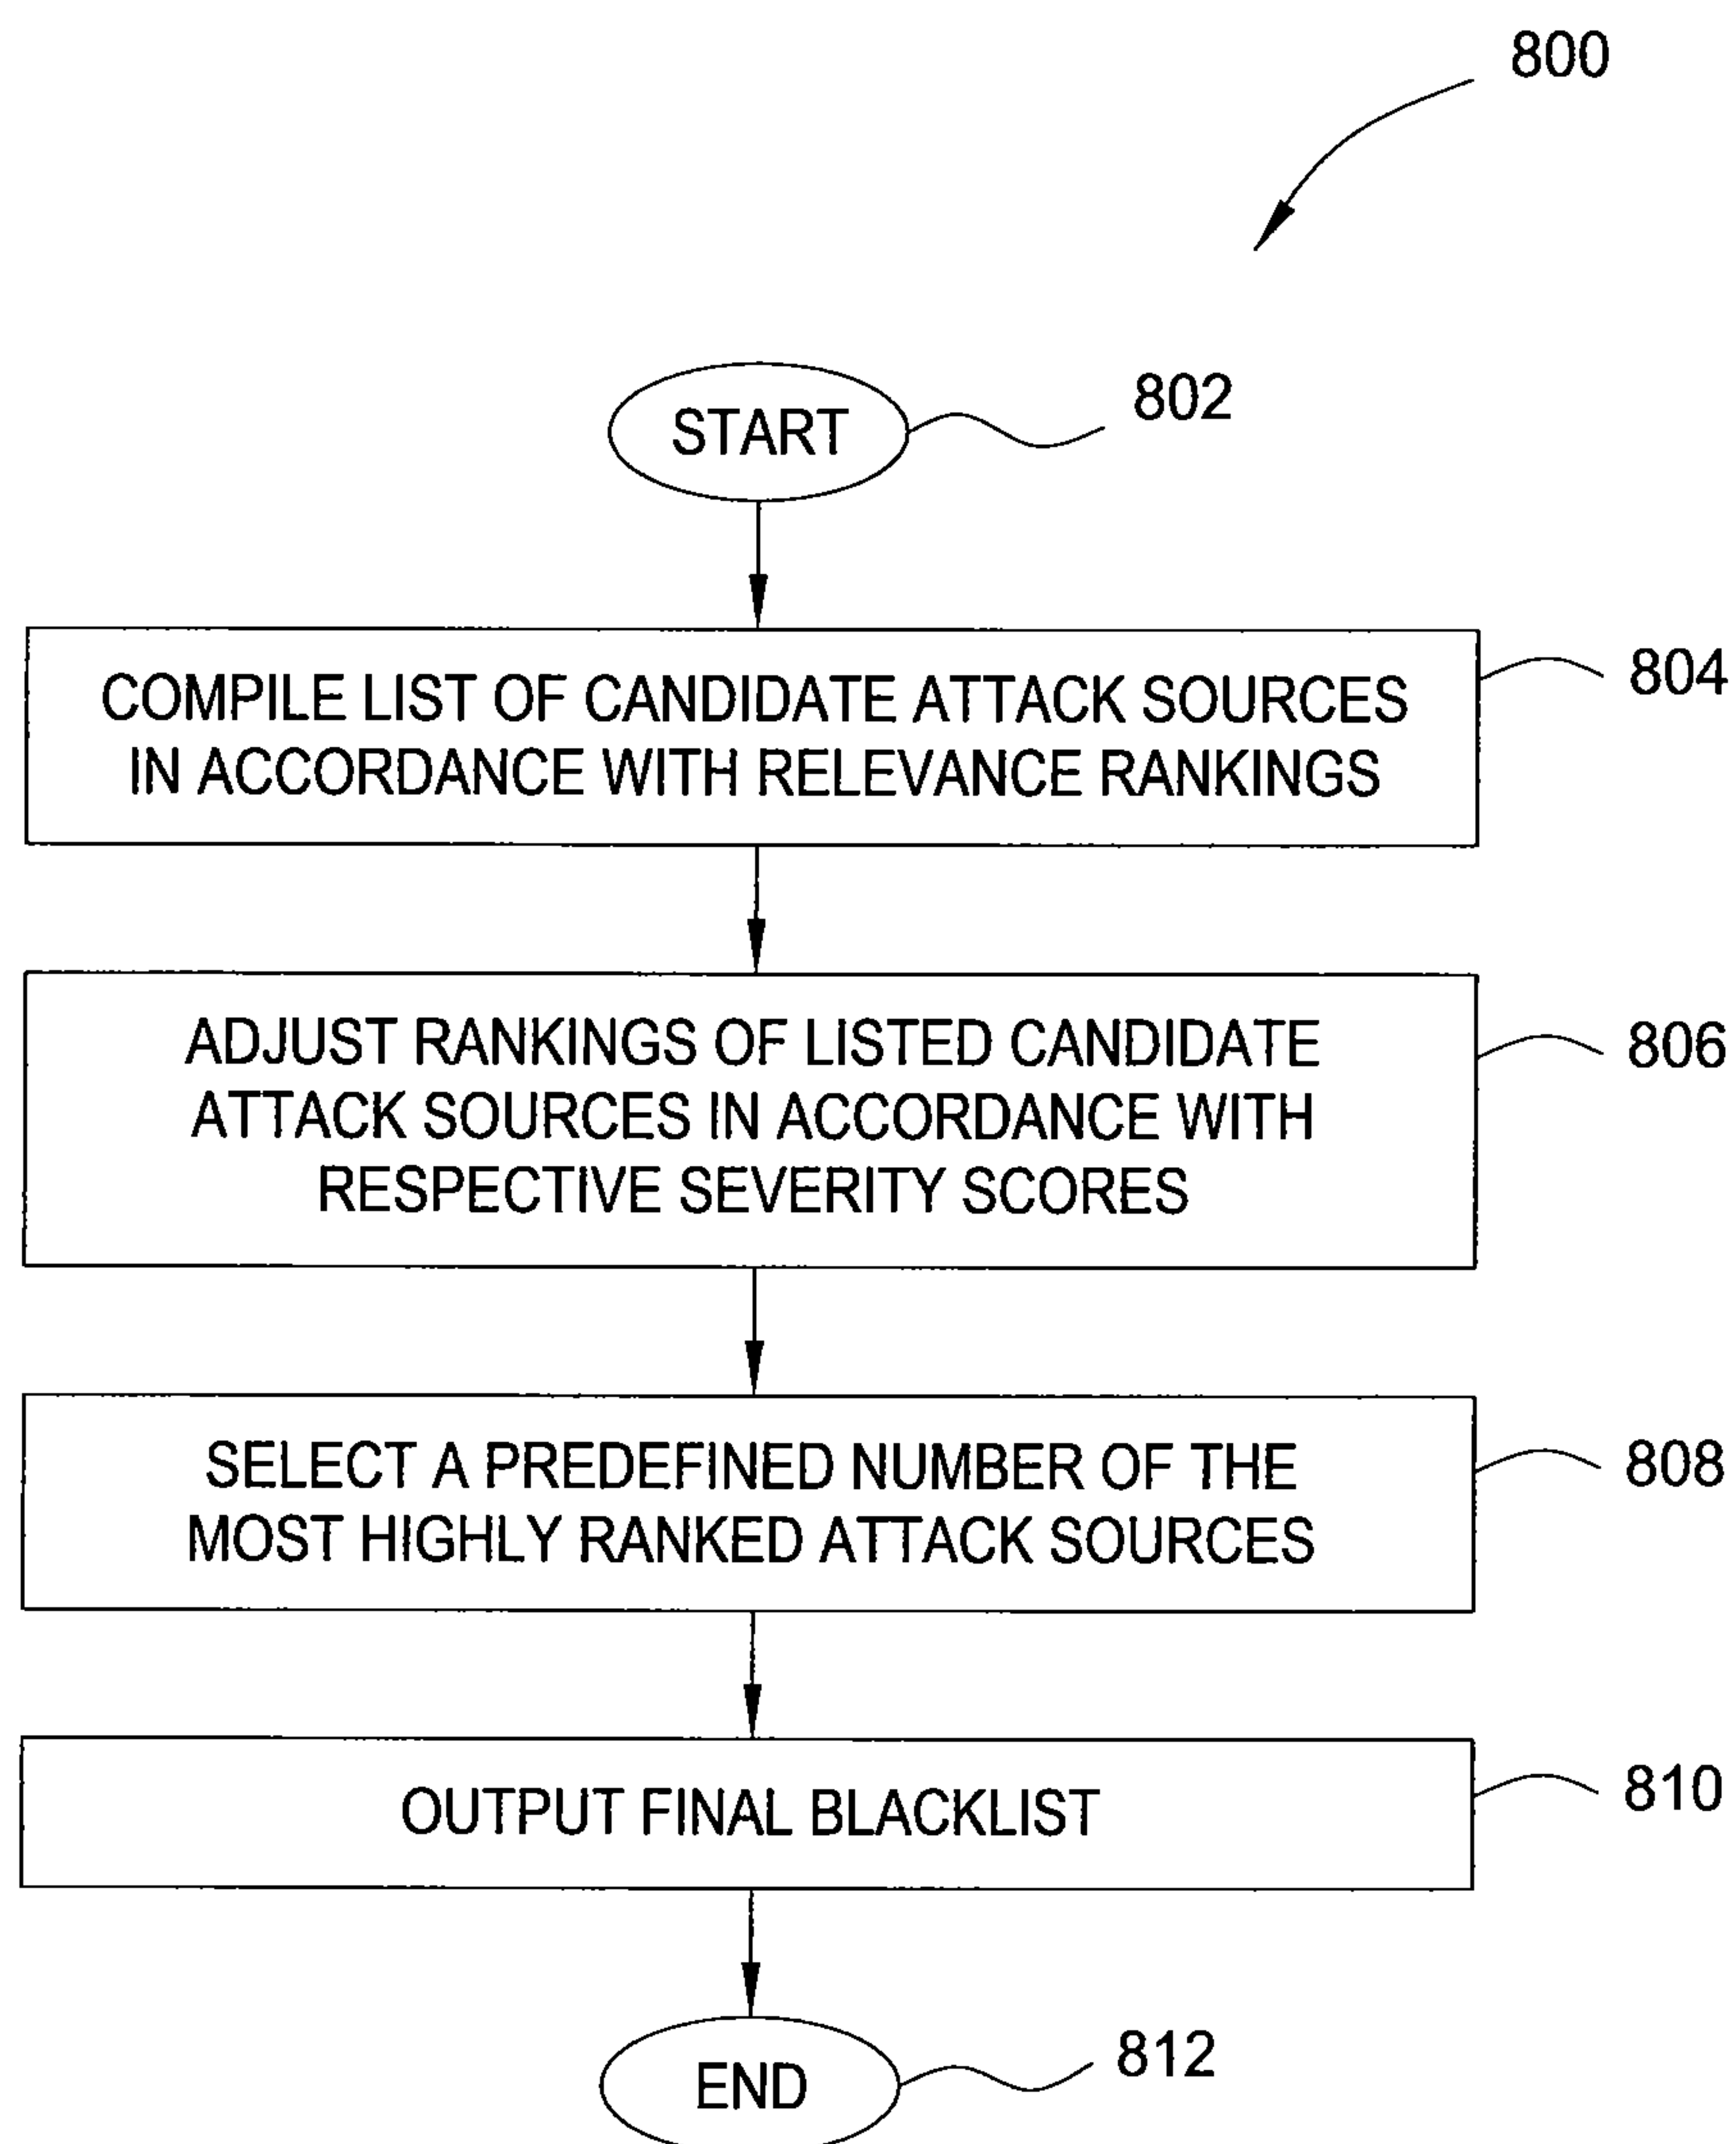 800
START
802
COMPILE LIST OF CANDIDATE ATTACK SOURCES
IN ACCORDANCE WITH RELEVANCE RANKINGS
804
ADJUST RANKINGS OF LISTED CANDIDATE
ATTACK SOURCES IN ACCORDANCE WITH
RESPECTIVE SEVERITY SCORES
806
SELECT A PREDEFINED NUMBER OF THE
MOST HIGHLY RANKED ATTACK SOURCES
808
OUTPUT FINAL BLACKLIST
810
END
812